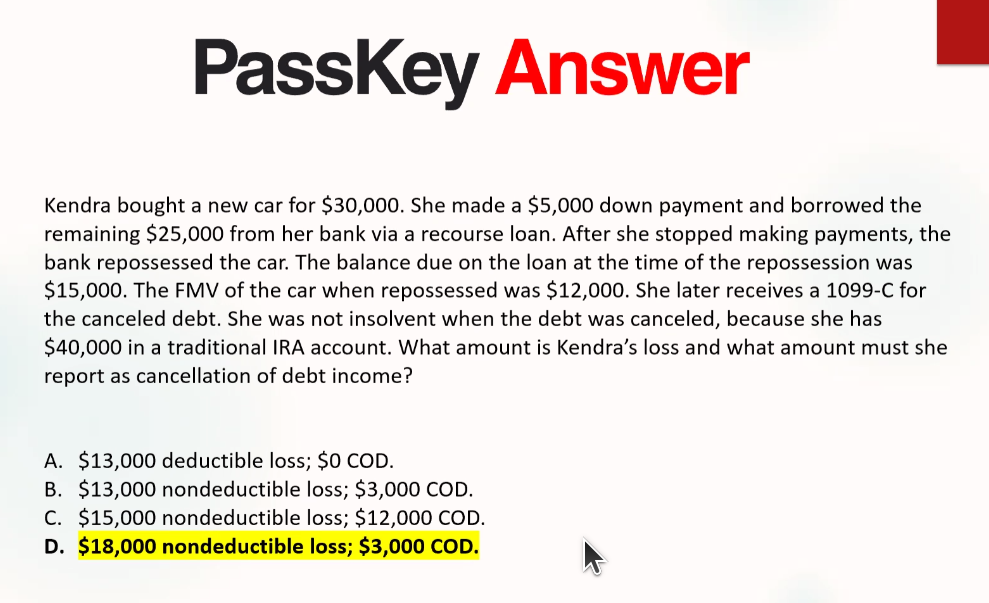 PassKey Answer
Kendra bought a new car for $30,000. She made a $5,000 down payment and borrowed the
remaining $25,000 from her bank via a recourse loan. After she stopped making payments, the
bank repossessed the car. The balance due on the loan at the time of the repossession was
$15,000. The FMV of the car when repossessed was $12,000. She later receives a 1099-C for
the canceled debt. She was not insolvent when the debt was canceled, because she has
$40,000 in a traditional IRA account. What amount is Kendra’s loss and what amount must she
report as cancellation of debt income?
A. $13,000 deductible loss; $0 COD.
B. $13,000 nondeductible loss; $3,000 COD.
C. $15,000 nondeductible loss; $12,000 COD.
D. $18,000 nondeductible loss; $3,000 COD.